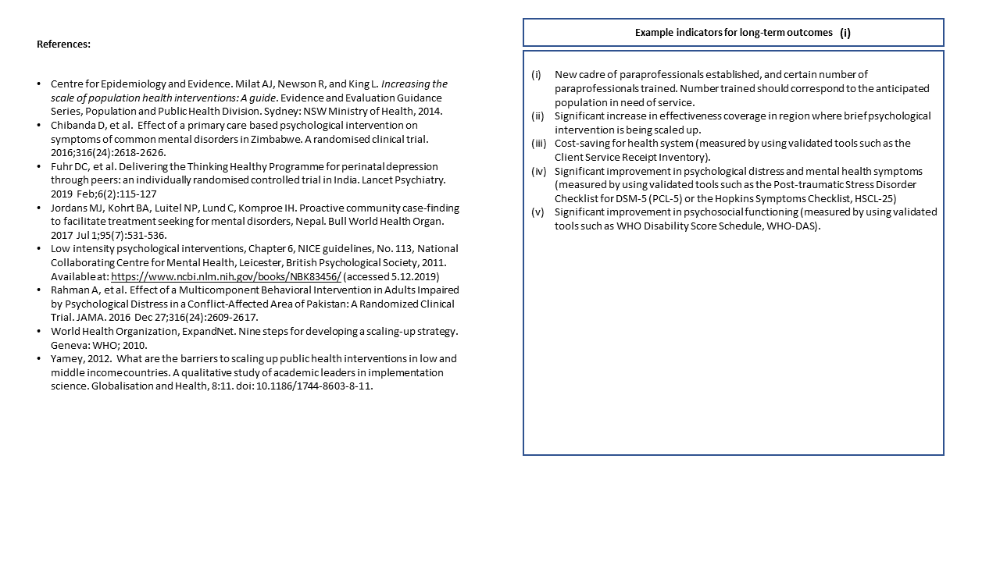 References:
• Centre for Epidemiology and Evidence. Milat AJ, Newson R, and King L. Increasing the
scale of population health interventions: A guide. Evidence and Evaluation Guidance
Series, Population and Public Health Division. Sydney: NSW Ministry of Health, 2014.
• Chibanda D, et al. Effect of a primary care based psychological intervention on
symptoms of common mental disorders in Zimbabwe. A randomised clinical trial.
2016;316(24):2618-2626.
• Fuhr DC, et al. Delivering the Thinking Healthy Programme for perinatal depression
through peers: an individually randomised controlled trial in India. Lancet Psychiatry.
2019 Feb;6(2):115-127
• Jordans MJ, Kohrt BA, Luitel NP, Lund C, Komproe IH. Proactive community case-finding
to facilitate treatment seeking for mental disorders, Nepal. Bull World Health Organ.
2017 Jul 1;95(7):531-536.
• Low intensity psychological interventions, Chapter 6, NICE guidelines, No. 113, National
Collaborating Centre for Mental Health, Leicester, British Psychological Society, 2011.
Available at: https://www.ncbi.nlm.nih.gov/books/NBK83456/ (accessed 5.12.2019)
• Rahman A, et al. Effect of a Multicomponent Behavioral Intervention in Adults Impaired
by Psychological Distress in a Conflict-Affected Area of Pakistan: A Randomized Clinical
Trial. JAMA. 2016 Dec 27;316(24):2609-2617.
• World Health Organization, ExpandNet. Nine steps for developing a scaling-up strategy.
Geneva: WHO; 2010.
• Yamey, 2012. What are the barriers to scaling up public health interventions in low and
middle income countries. A qualitative study of academic leaders in implementation
science. Globalisation and Health, 8:11. doi: 10.1186/1744-8603-8-11.
Example indicators for long-term outcomes (i)
(i) New cadre of paraprofessionals established, and certain number of
paraprofessionals trained. Number trained should correspond to the anticipated
population in need of service.
(ii) Significant increase in effectiveness coverage in region where brief psychological
intervention is being scaled up.
(iii) Cost-saving for health system (measured by using validated tools such as the
Client Service Receipt Inventory).
(iv) Significant improvement in psychological distress and mental health symptoms
(measured by using validated tools such as the Post-traumatic Stress Disorder
Checklist for DSM-5 (PCL-5) or the Hopkins Symptoms Checklist, HSCL-25)
(v) Significant improvement in psychosocial functioning (measured by using validated
tools such as WHO Disability Score Schedule, WHO-DAS).